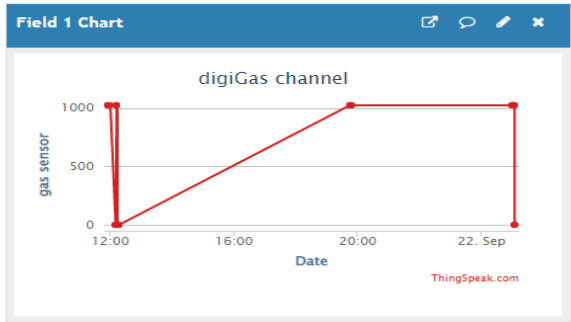 Field 1 Chart
digiGas channel
gas sensor
1000
500
0
12:00 16:00 20:00 22. Sep
Date
ThingSpeak.com